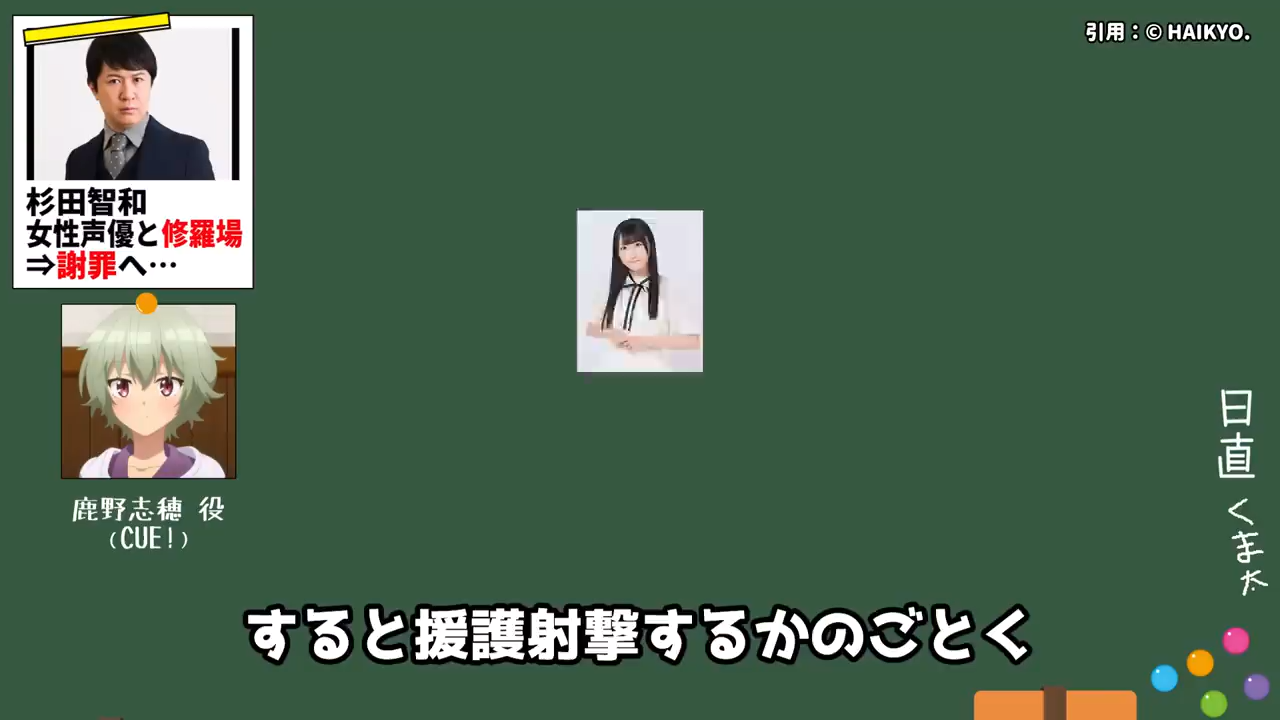 引用：© HAIKYO.
杉田智和
女性声優と修羅場
⇒謝罪へ…
鹿野志穂 役
（CUE!）
日直
くま太
すると援護射撃するかのごとく